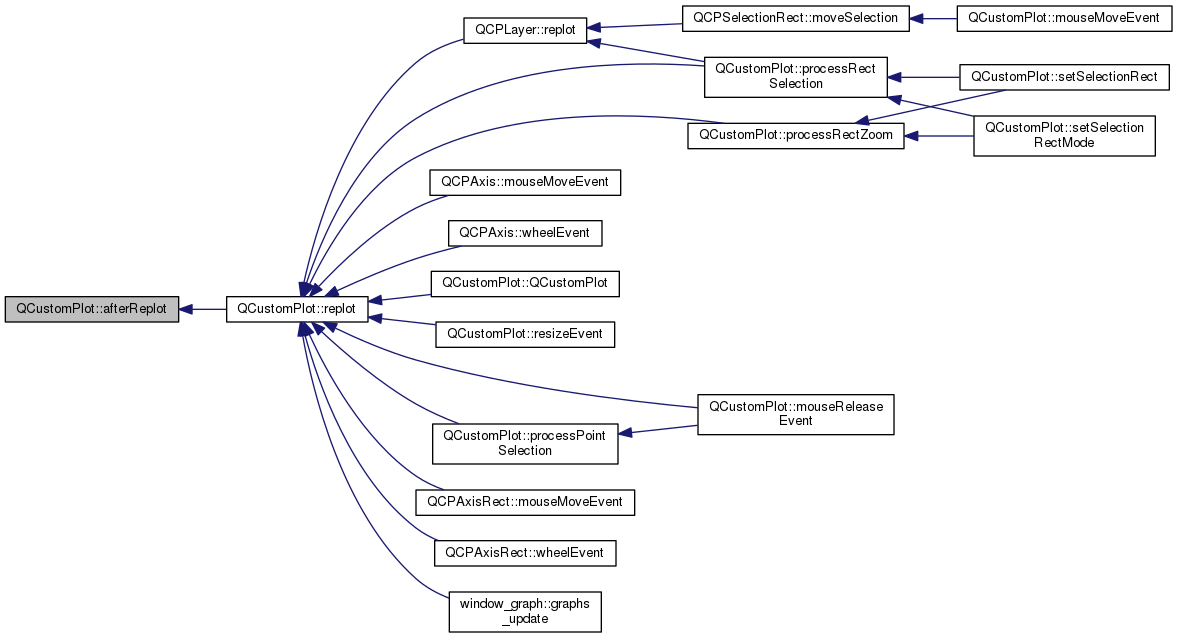 QCPLayer::replot
QCPSelectionRect::moveSelection
QCustomPlot::mouseMoveEvent
QCustomPlot::processRect
Selection
QCustomPlot::setSelectionRect
QCustomPlot::processRectZoom
QCustomPlot::setSelection
RectMode
QCPAxis::mouseMoveEvent
QCPAxis::wheelEvent
QCustomPlot::QCustomPlot
QCustomPlot::afterReplot
QCustomPlot::replot
QCustomPlot::resizeEvent
QCustomPlot::mouseRelease
Event
QCustomPlot::processPoint
Selection
QCPAxisRect::mouseMoveEvent
QCPAxisRect::wheelEvent
window_graph::graphs
_update